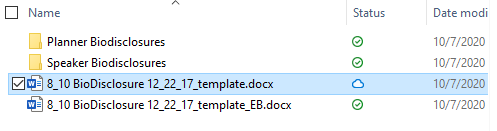 Name Status Date modi
Planner Biodisclosures 10/7/2020
Speaker Biodisclosures 10/7/2020
8_10 BioDisclosure 12_22_17_template.docx 10/7/2020
8_10 BioDisclosure 12_22_17_template_EB.docx 10/7/2020